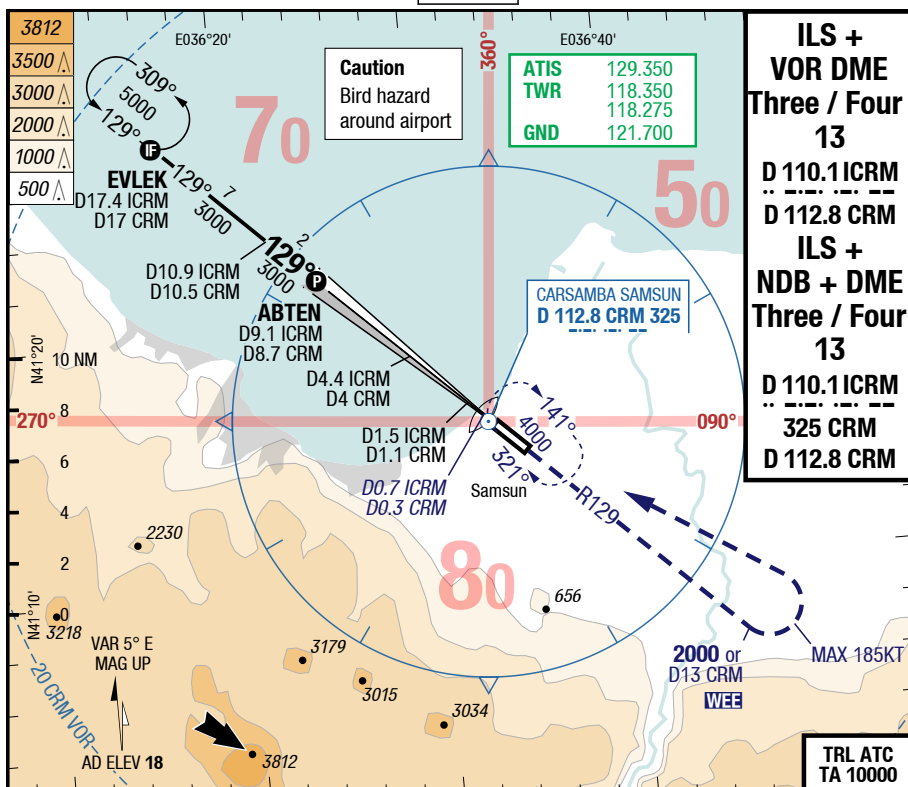 3812
3500
3000
2000
1000
500
E036°20'
E036°40'
360°
Caution
Bird hazard
around airport
ATIS 129.350
TWR 118.350
118.275
GND 121.700
ILS +
VOR DME
Three / Four
13
D 110.1 ICRM
D 112.8 CRM
ILS +
NDB + DME
Three / Four
13
D 110.1 ICRM
325 CRM
D 112.8 CRM
309°
5000
129°
IF
EVLEK
D17.4 ICRM
D17 CRM
129° 7
3000
70
50
D10.9 ICRM
D10.5 CRM
129° 2
3000
P
ABTEN
D9.1 ICRM
D8.7 CRM
CARSAMBA SAMSUN
D 112.8 CRM 325
N41°20'
10 NM
8
6
4
2
0
D4.4 ICRM
D4 CRM
270°
090°
D1.5 ICRM
D1.1 CRM
141°
4000
321°
D0.7 ICRM
D0.3 CRM
Samsun
R129
80
2230
656
N41°10'
3218
VAR 5° E
MAG UP
3179
3015
3034
2000 or
D13 CRM
WEE
MAX 185KT
20 CRM VOR
AD ELEV 18
3812
TRL ATC
TA 10000